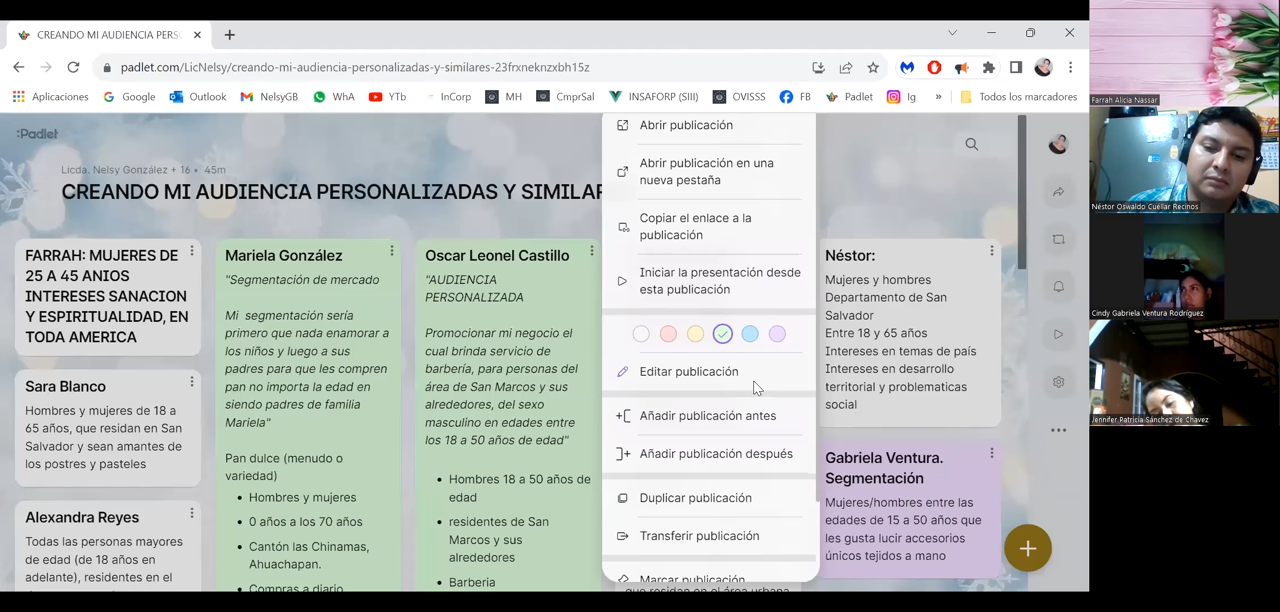 CREANDO MI AUDIENCIA PERSO
padlet.com/LicNelsy/creando-mi-audiencia-personalizadas-y-similares-23frxneknzxbh15z
Aplicaciones
Google
Outlook
NelsyGB
WhA
YTb
InCorp
MH
CmprSal
INSAFORP (SIII)
OVISSS
FB
Padlet
Ig
»
Todos los marcadores
:Padlet
Licda. Nelsy González + 16 • 45m
CREANDO MI AUDIENCIA PERSONALIZADAS Y SIMILAR
FARRAH: MUJERES DE
25 A 45 ANIOS
INTERESES SANACION
Y ESPIRITUALIDAD, EN
TODA AMERICA
Sara Blanco
Hombres y mujeres de 18 a
65 años, que residan en San
Salvador y sean amantes de
los postres y pasteles
Alexandra Reyes
Todas las personas mayores
de edad (de 18 años en
adelante), residentes en el
Mariela González
"Segmentación de mercado
Mi segmentación sería
primero que nada enamorar a
los niños y luego a sus
padres para que les compren
pan no importa la edad en
siendo padres de familia
Mariela"
Pan dulce (menudo o
variedad)
• Hombres y mujeres
• 0 años a los 70 años
• Cantón las Chinamas,
Ahuachapan.
• Compras a diario
Oscar Leonel Castillo
"AUDIENCIA
PERSONALIZADA
Promocionar mi negocio el
cual brinda servicio de
barbería, para personas del
área de San Marcos y sus
alrededores, del sexo
masculino en edades entre
los 18 a 50 años de edad"
• Hombres 18 a 50 años de
edad
• residentes de San
Marcos y sus
alrededores
• Barberia
Abrir publicación
Abrir publicación en una
nueva pestaña
Copiar el enlace a la
publicación
Iniciar la presentación desde
esta publicación
Editar publicación
Añadir publicación antes
Añadir publicación después
Duplicar publicación
Transferir publicación
Marcar publicación
que residan en el área urbana
Néstor:
Mujeres y hombres
Departamento de San
Salvador
Entre 18 y 65 años
Intereses en temas de país
Intereses en desarrollo
territorial y problematicas
social
Gabriela Ventura.
Segmentación
Mujeres/hombres entre las
edades de 15 a 50 años que
les gusta lucir accesorios
únicos tejidos a mano
Farrah Alicia Nassar
Néstor Oswaldo Cuéllar Recinos
Cindy Gabriela Ventura Rodríguez
Jennifer Patricia Sánchez de Chavez